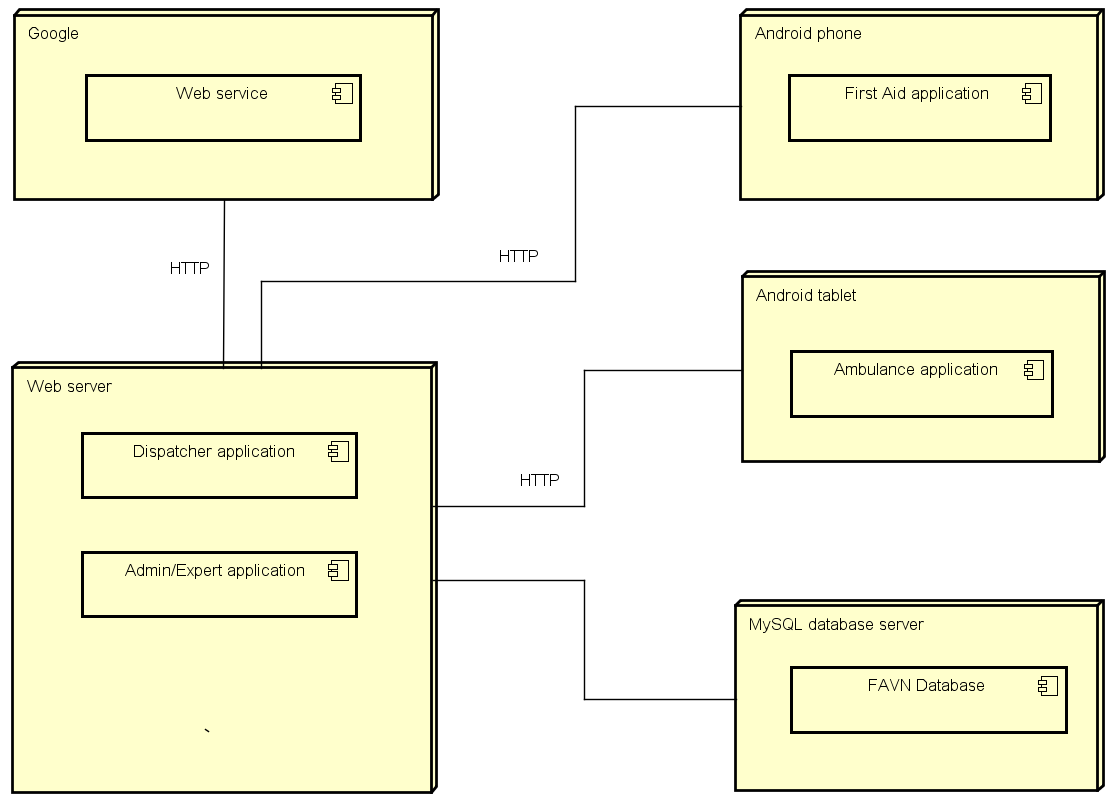 Google
Web service
Android phone
First Aid application
HTTP
HTTP
Android tablet
Ambulance application
Web server
Dispatcher application
HTTP
Admin/Expert application
MySQL database server
FAVN Database
`